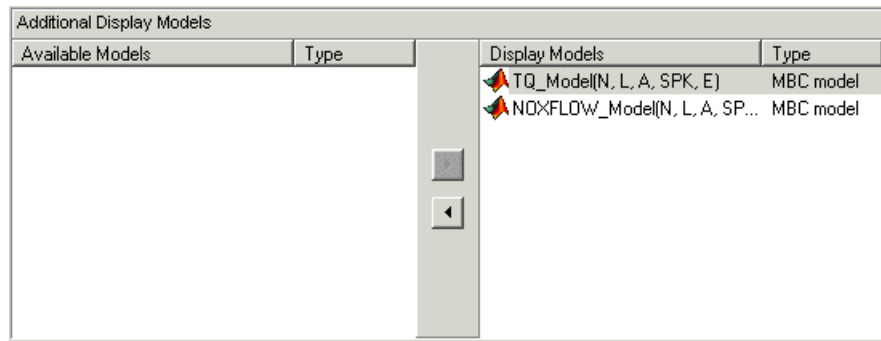 Additional Display Models
Available Models Type
Display Models Type
TQ_Model(N, L, A, SPK, E) MBC model
NOXFLOW_Model(N, L, A, SP... MBC model